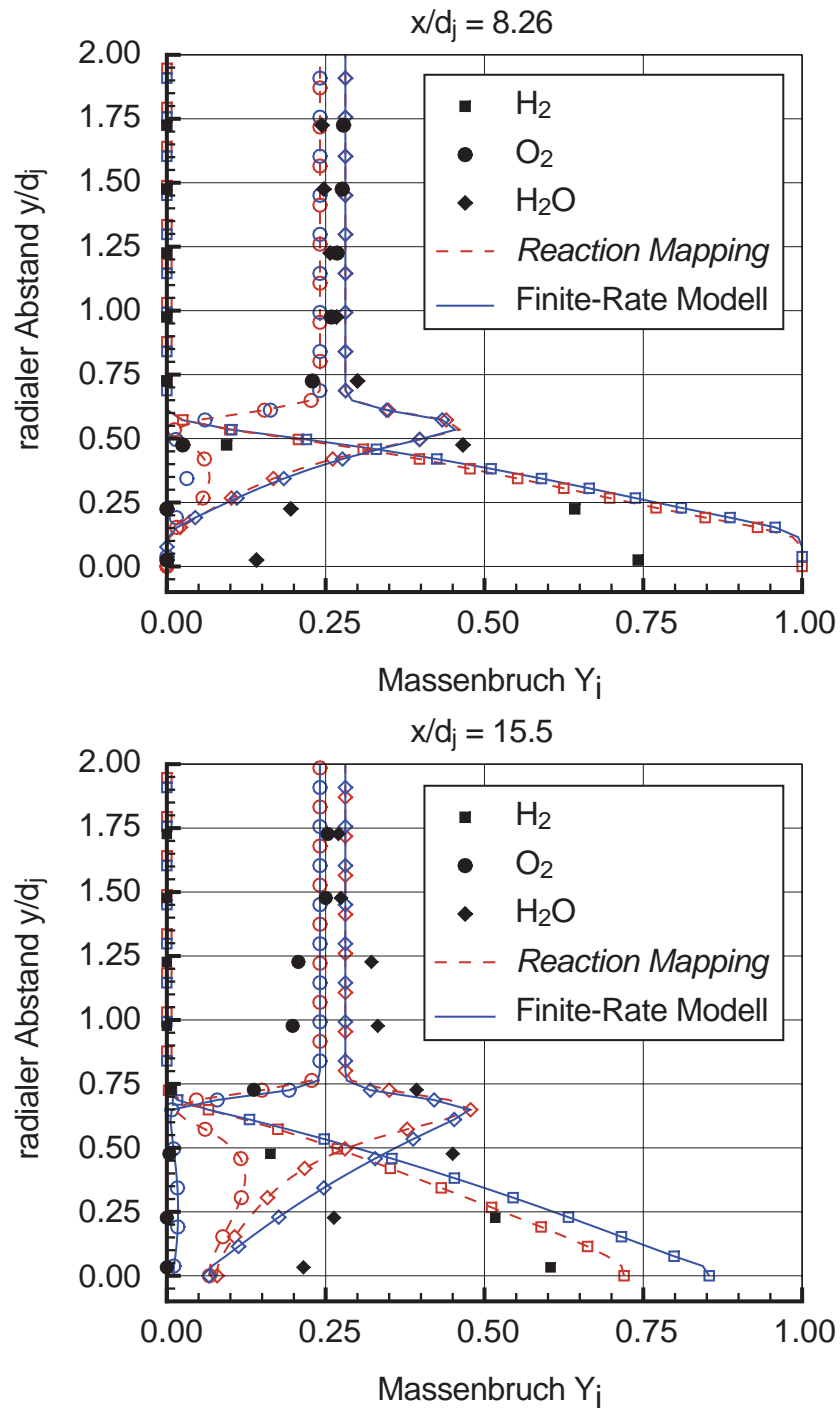 x/dj = 8.26
2.00
1.75
1.50
1.25
1.00
0.75
0.50
0.25
0.00
radialer Abstand y/dj
H2
O2
H2O
Reaction Mapping
Finite-Rate Modell
0.00 0.25 0.50 0.75 1.00
Massenbruch Yi
x/dj = 15.5
2.00
1.75
1.50
1.25
1.00
0.75
0.50
0.25
0.00
radialer Abstand y/dj
H2
O2
H2O
Reaction Mapping
Finite-Rate Modell
0.00 0.25 0.50 0.75 1.00
Massenbruch Yi